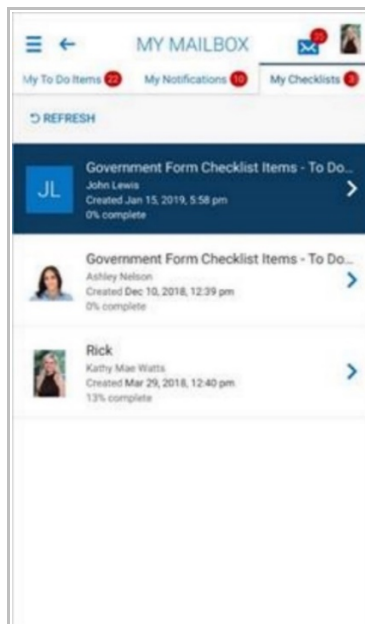 MY MAILBOX
35
My To Do Items 22
My Notifications 10
My Checklists 3
REFRESH
JL
Government Form Checklist Items - To Do...
John Lewis
Created Jan 15, 2019, 5:58 pm
0% complete
Government Form Checklist Items - To Do...
Ashley Nelson
Created Dec 10, 2018, 12:39 pm
0% complete
Rick
Kathy Mae Watts
Created Mar 29, 2018, 12:40 pm
13% complete